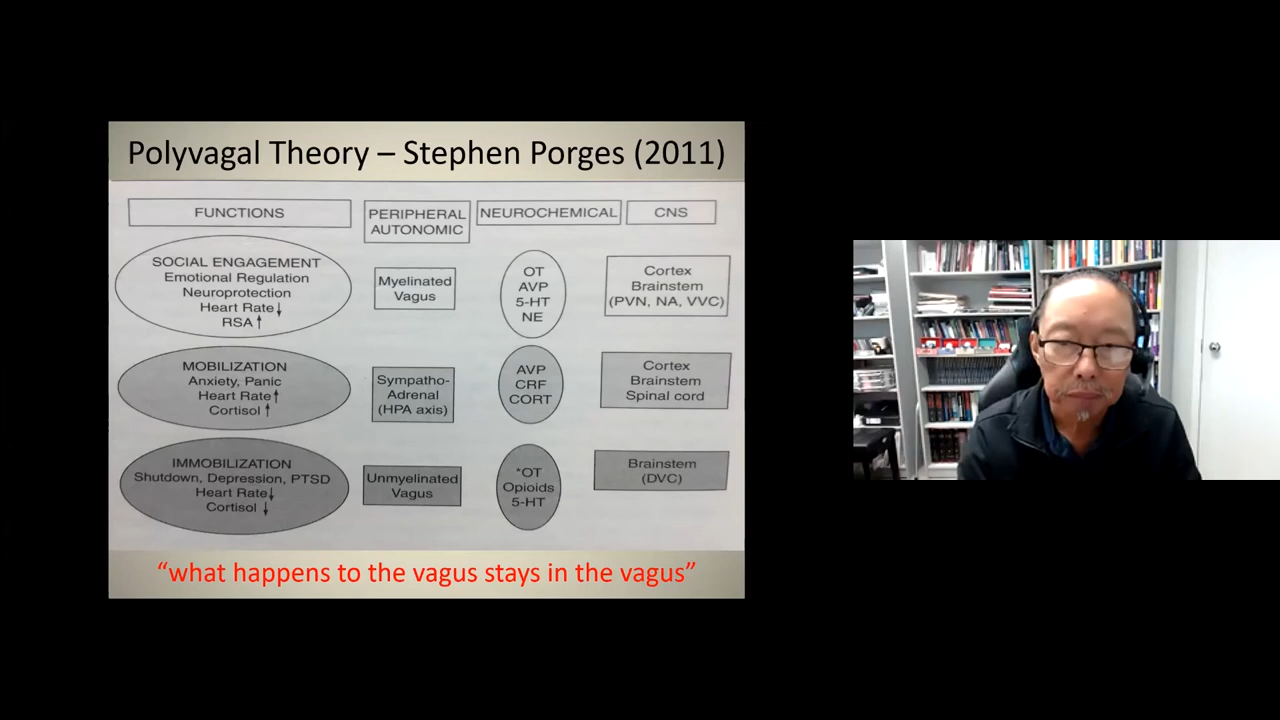 Polyvagal Theory – Stephen Porges (2011)
FUNCTIONS
PERIPHERAL
AUTONOMIC
NEUROCHEMICAL
CNS
SOCIAL ENGAGEMENT
Emotional Regulation
Neuroprotection
Heart Rate↓
RSA↑
Myelinated
Vagus
OT
AVP
5-HT
NE
Cortex
Brainstem
(PVN, NA, VVC)
MOBILIZATION
Anxiety, Panic
Heart Rate↑
Cortisol↑
Sympatho-
Adrenal
(HPA axis)
AVP
CRF
CORT
Cortex
Brainstem
Spinal cord
IMMOBILIZATION
Shutdown, Depression, PTSD
Heart Rate↓
Cortisol↓
Unmyelinated
Vagus
*OT
Opioids
5-HT
Brainstem
(DVC)
“what happens to the vagus stays in the vagus”